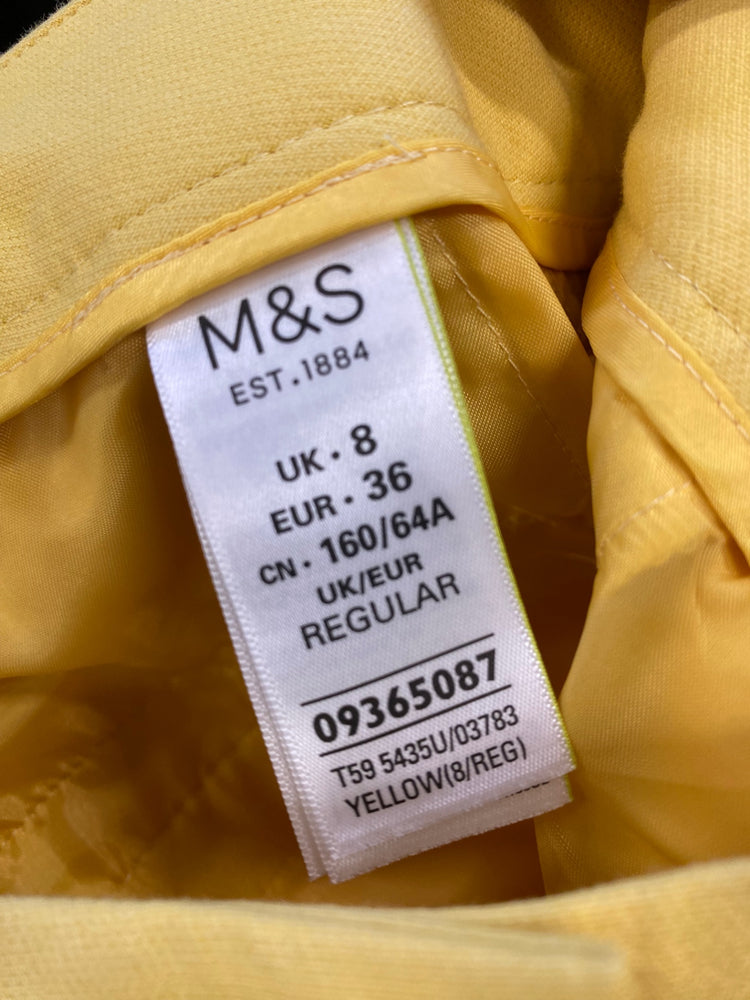 M&S
EST.1884
UK · 8
EUR · 36
CN · 160/64A
UK/EUR
REGULAR
09365087
T59 5435U/03783
YELLOW(8/REG)